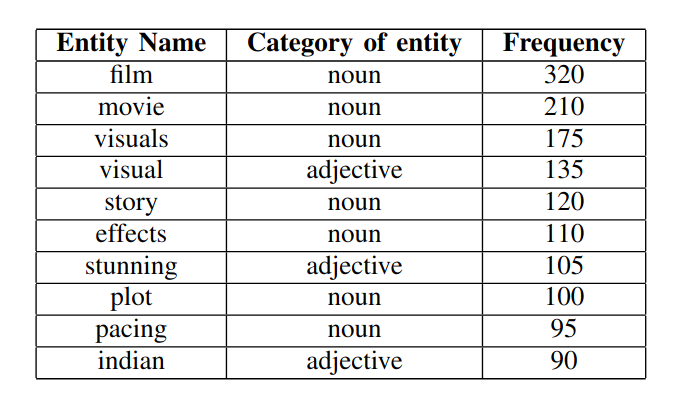 Entity Name Category of entity Frequency
film noun 320
movie noun 210
visuals noun 175
visual adjective 135
story noun 120
effects noun 110
stunning adjective 105
plot noun 100
pacing noun 95
indian adjective 90